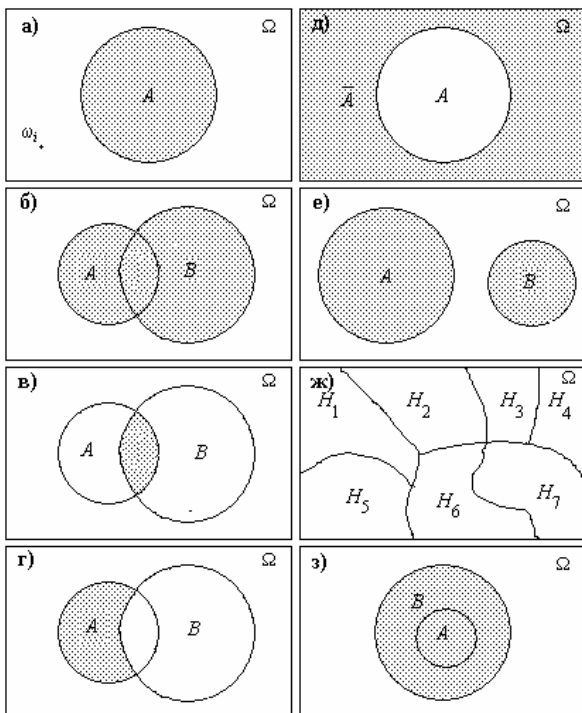 а) Ω
A
ωᵢ
д) Ω
A̅ A
б) Ω
A B
е) Ω
A B
в) Ω
A B
ж) Ω
H₁ H₂ H₃ H₄
H₅ H₆ H₇
г) Ω
A B
з) Ω
B
A